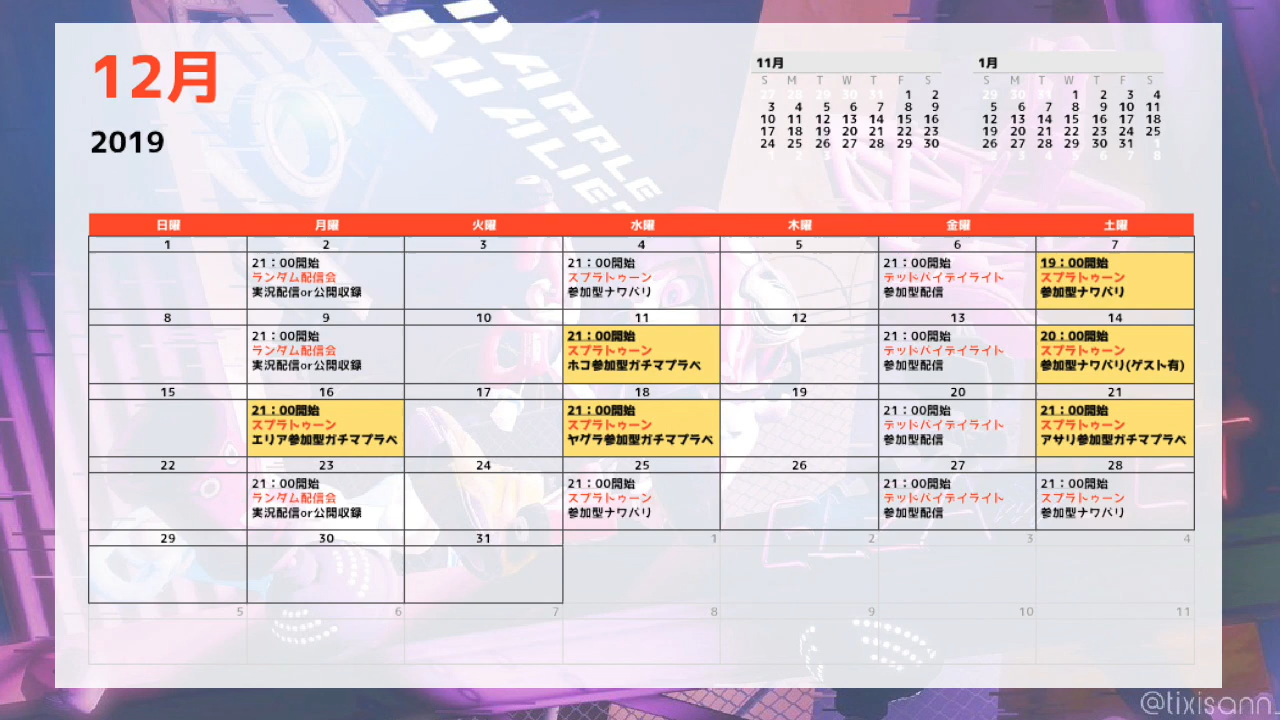 12月
2019
11月
S M T W T F S
27 28 29 30 31 1 2
3 4 5 6 7 8 9
10 11 12 13 14 15 16
17 18 19 20 21 22 23
24 25 26 27 28 29 30
1月
S M T W T F S
29 30 31 1 2 3 4
5 6 7 8 9 10 11
12 13 14 15 16 17 18
19 20 21 22 23 24 25
26 27 28 29 30 31 1
日曜 月曜 火曜 水曜 木曜 金曜 土曜
1 2 3 4 5 6 7
21：00開始
ランダム配信会
実況配信or公開収録
21：00開始
スプラトゥーン
参加型ナワバリ
21：00開始
デッドバイデイライト
参加型配信
19：00開始
スプラトゥーン
参加型ナワバリ
8 9 10 11 12 13 14
21：00開始
ランダム配信会
実況配信or公開収録
21：00開始
スプラトゥーン
ホコ参加型ガチマプラベ
21：00開始
デッドバイデイライト
参加型配信
20：00開始
スプラトゥーン
参加型ナワバリ(ゲスト有)
15 16 17 18 19 20 21
21：00開始
スプラトゥーン
エリア参加型ガチマプラベ
21：00開始
スプラトゥーン
ヤグラ参加型ガチマプラベ
21：00開始
デッドバイデイライト
参加型配信
21：00開始
スプラトゥーン
アサリ参加型ガチマプラベ
22 23 24 25 26 27 28
21：00開始
ランダム配信会
実況配信or公開収録
21：00開始
スプラトゥーン
参加型ナワバリ
21：00開始
デッドバイデイライト
参加型配信
21：00開始
スプラトゥーン
参加型ナワバリ
29 30 31 1 2 3 4
5 6 7 8 9 10 11
@tixisann